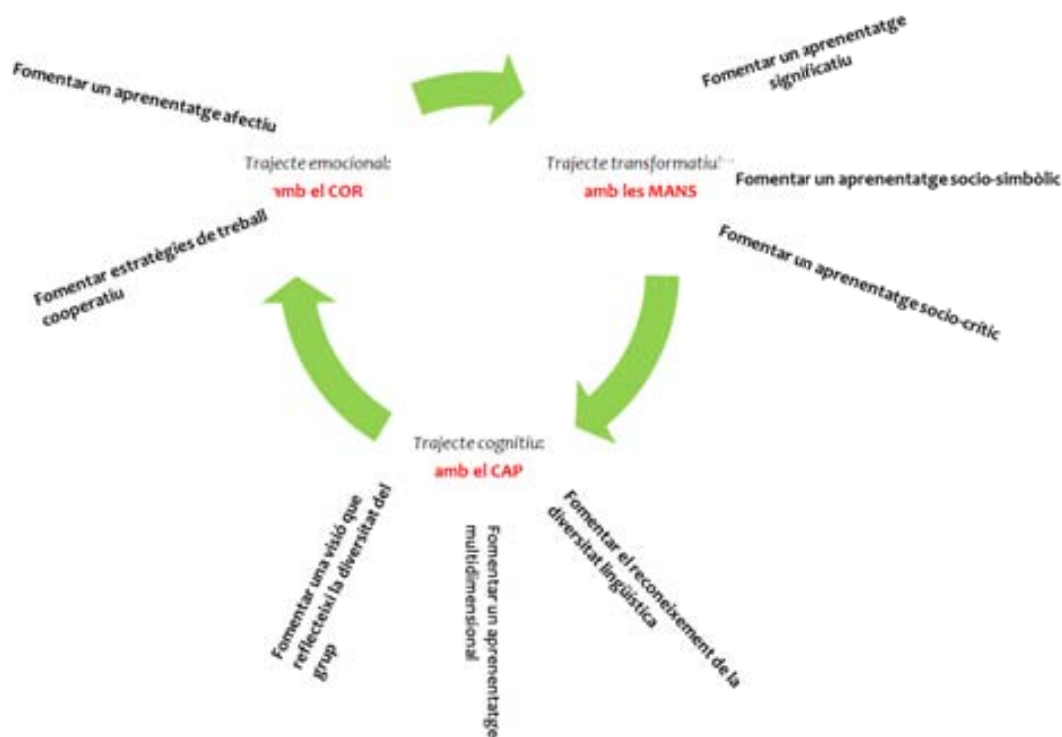 Fomentar un aprenentatge afectiu
Fomentar estratègies de treball
cooperatiu
Trajecte emocional:
amb el COR
Trajecte transformatiu:
amb les MANS
Fomentar un aprenentatge
significatiu
Fomentar un aprenentatge socio-simbòlic
Fomentar un aprenentatge socio-crític
Trajecte cognitiu:
amb el CAP
Fomentar una visió que
reflecteixi la diversitat del
grup
Fomentar un aprenentatge
multidimensional
Fomentar el reconeixement de la
diversitat lingüística